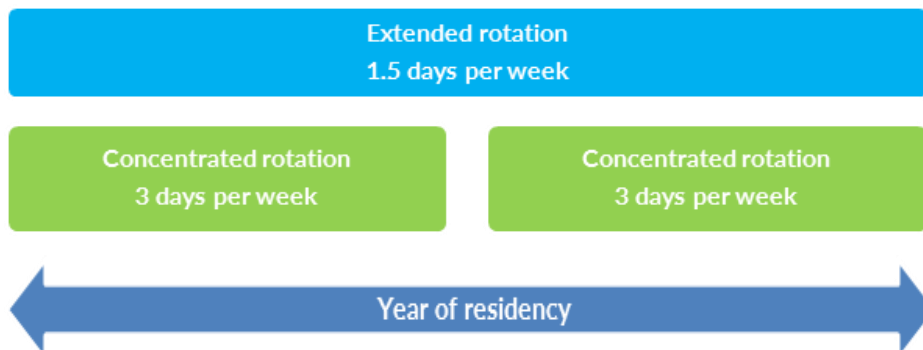 Extended rotation
1.5 days per week
Concentrated rotation
3 days per week
Concentrated rotation
3 days per week
Year of residency